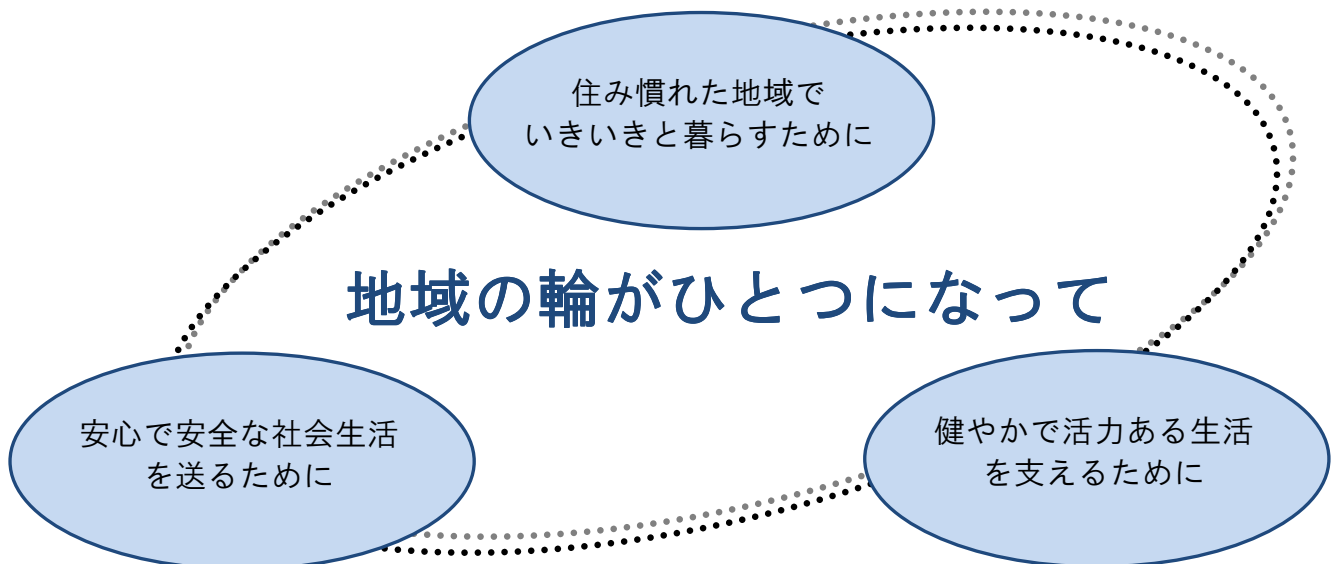 住み慣れた地域で
いきいきと暮らすために
地域の輪がひとつになって
安心で安全な社会生活
を送るために
健やかで活力ある生活
を支えるために